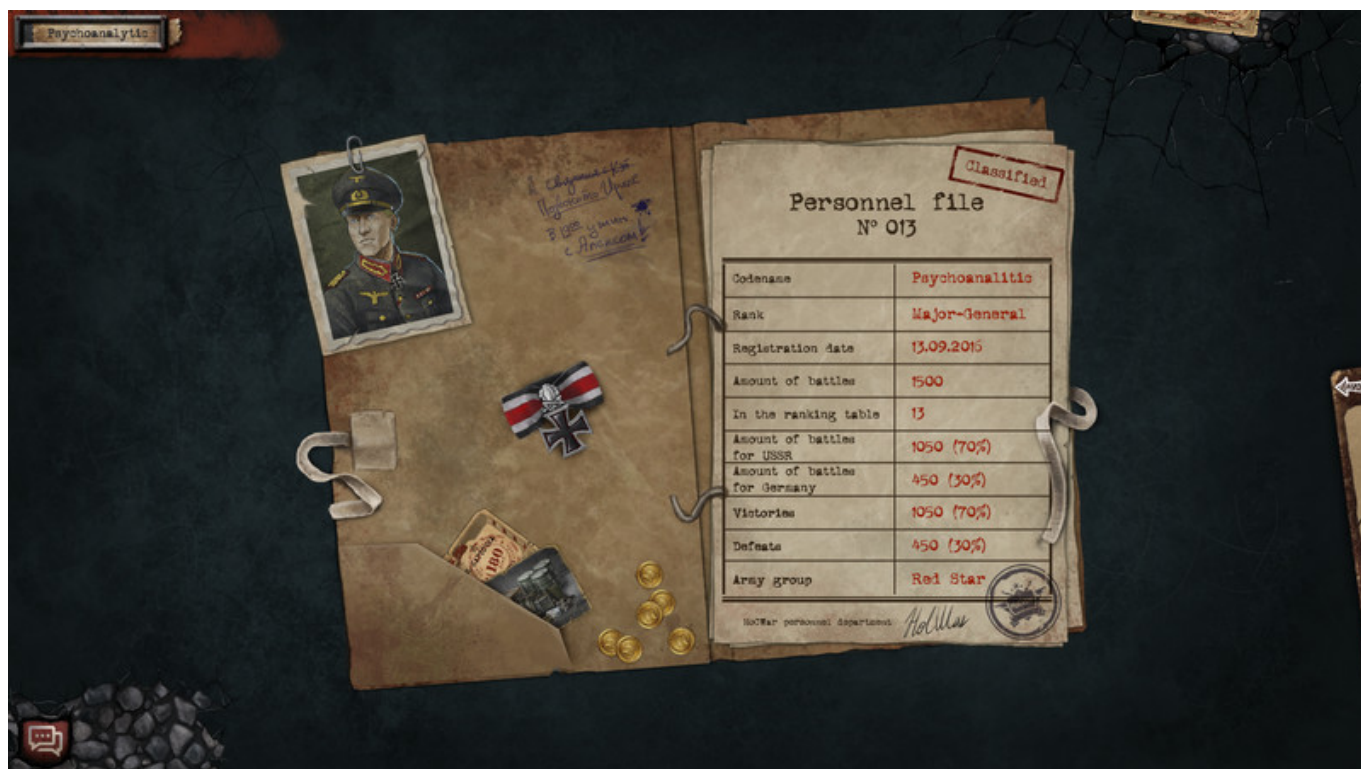 Psychoanalytic
Classified
Personnel file
N° 013
Codename Psychoanalitic
Rank Major-General
Registration date 13.09.2016
Amount of battles 1500
In the ranking table 13
Amount of battles
for USSR 1050 (70%)
Amount of battles
for Germany 450 (30%)
Victories 1050 (70%)
Defeats 450 (30%)
Army group Red Star
HoCWar personnel department HoCWar
180